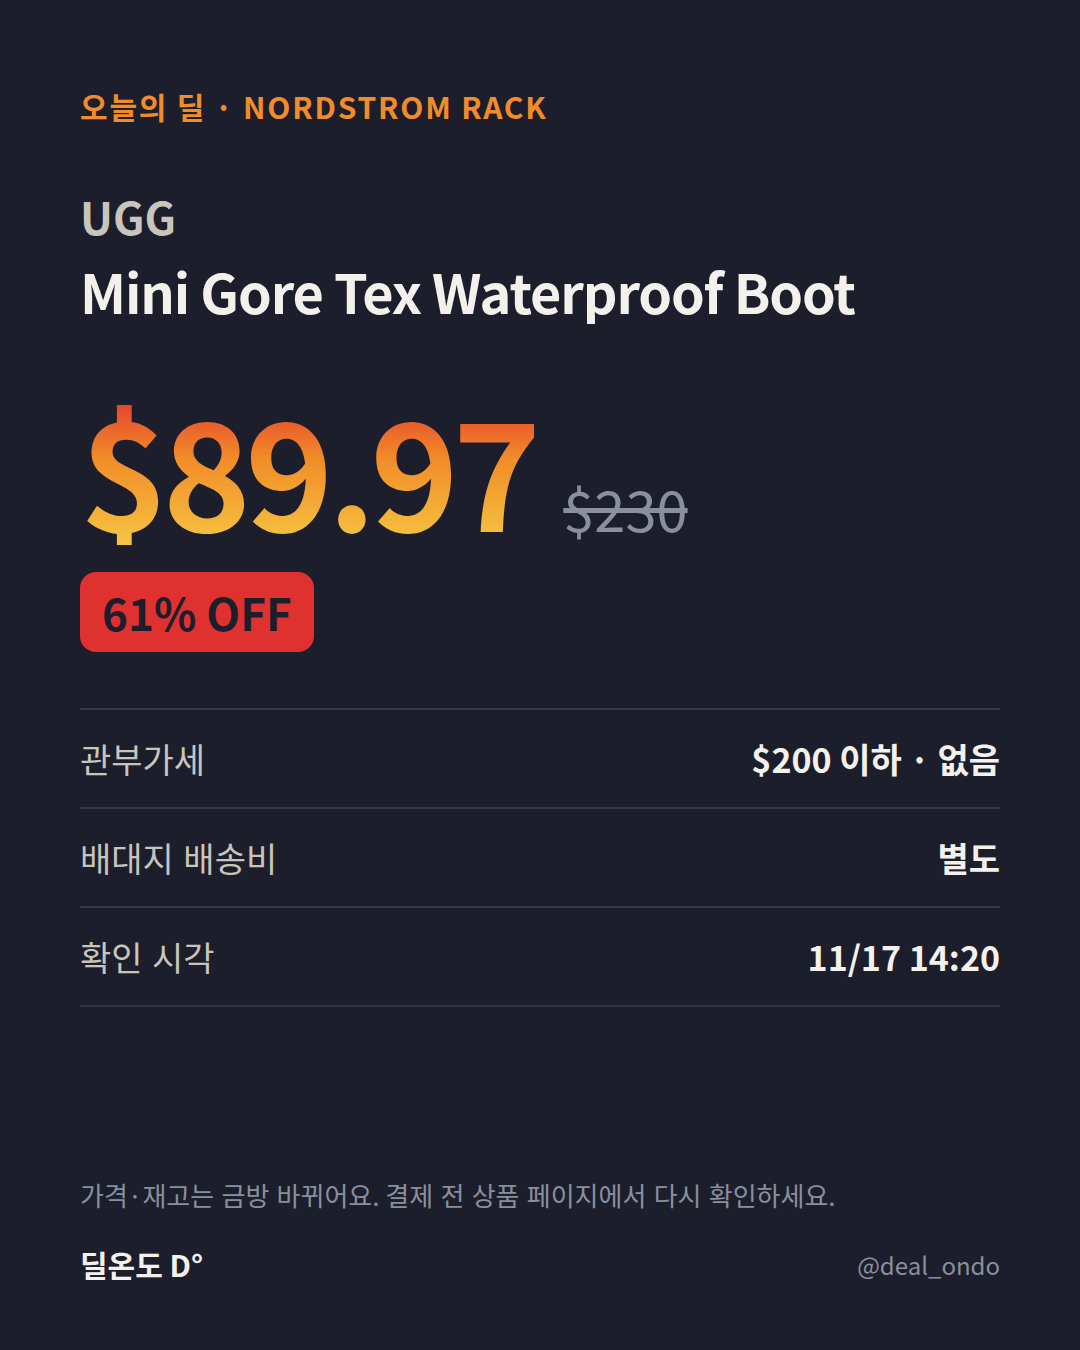 오늘의 딜 · NORDSTROM RACK
UGG
Mini Gore Tex Waterproof Boot
$89.97 $230
61% OFF
관부가세 $200 이하 · 없음
배대지 배송비 별도
확인 시각 11/17 14:20
가격·재고는 금방 바뀌어요. 결제 전 상품 페이지에서 다시 확인하세요.
딜온도 D° @deal_ondo